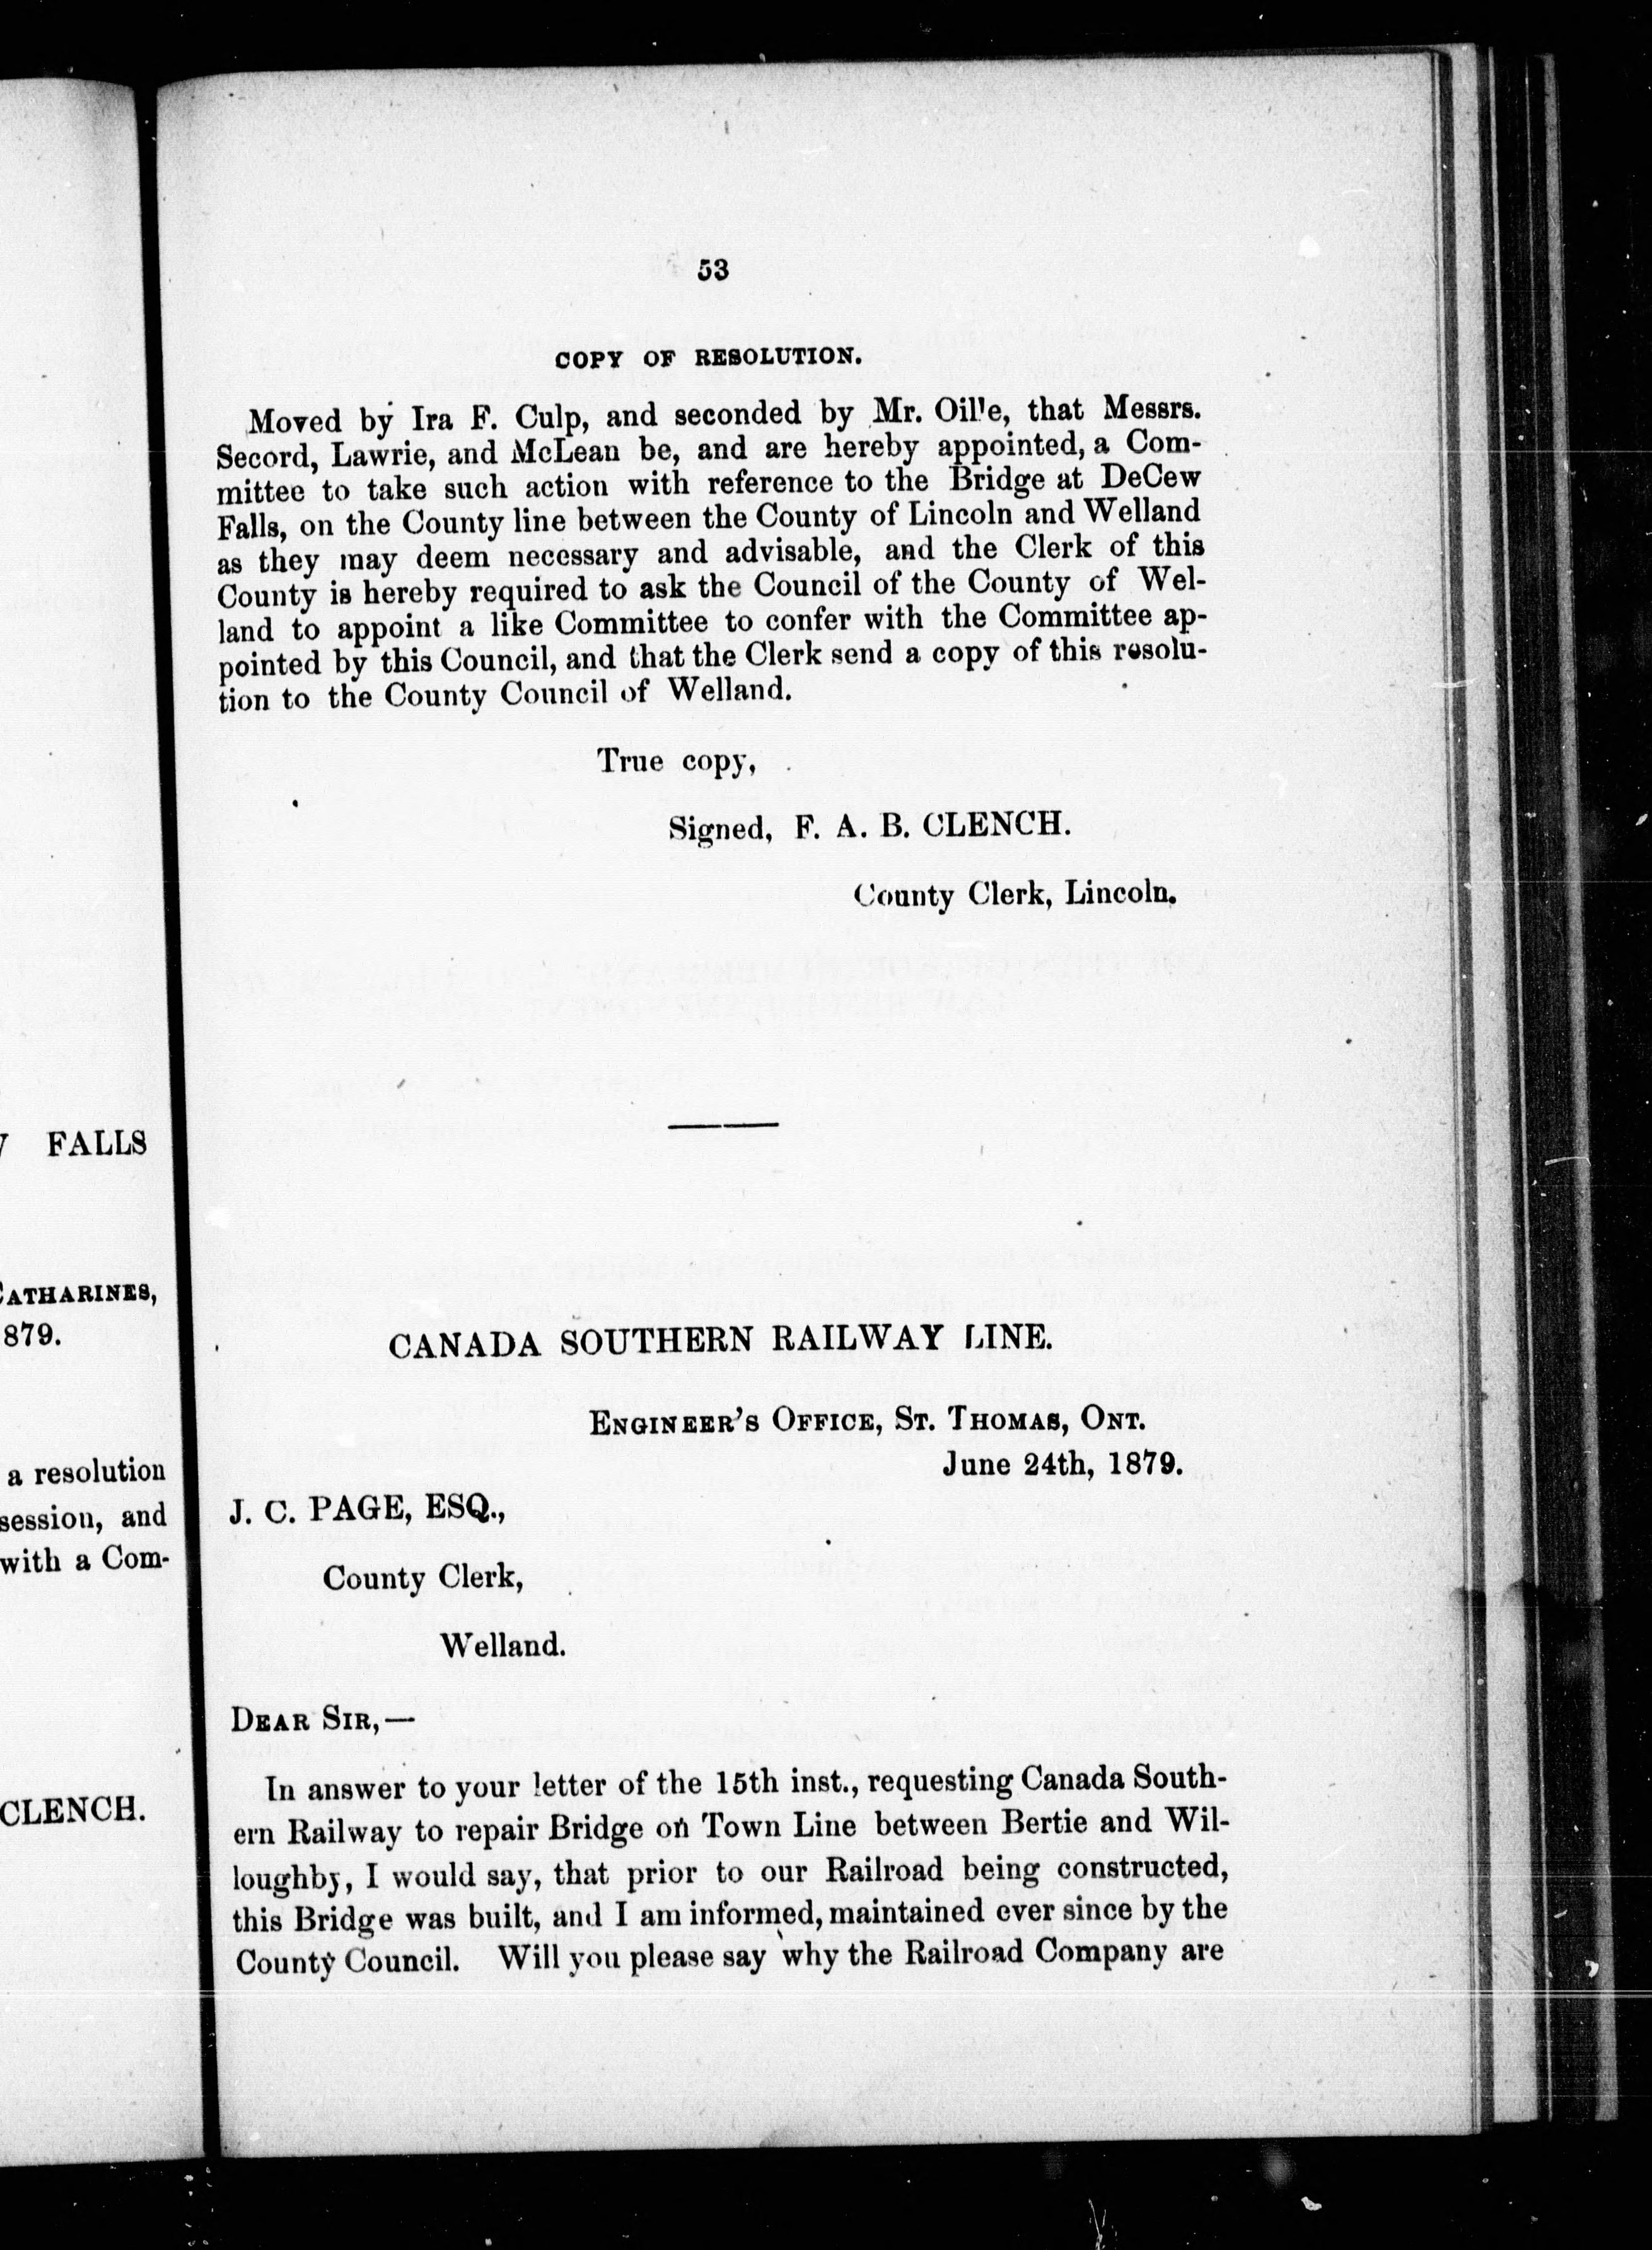 FALLS
CATHARINES,
879.
a resolution
session, and
with a Com-
CLENCH.
53
COPY OF RESOLUTION.
Moved by Ira F. Culp, and seconded by Mr. Oille, that Messrs.
Secord, Lawrie, and McLean be, and are hereby appointed, a Com-
mittee to take such action with reference to the Bridge at DeCew
Falls, on the County line between the County of Lincoln and Welland
as they may deem necessary and advisable, and the Clerk of this
County is hereby required to ask the Council of the County of Wel-
land to appoint a like Committee to confer with the Committee ap-
pointed by this Council, and that the Clerk send a copy of this resolu-
tion to the County Council of Welland.
True copy,
Signed, F. A. B. CLENCH.
County Clerk, Lincoln.
CANADA SOUTHERN RAILWAY LINE.
ENGINEER'S OFFICE, ST. THOMAS, ONT.
June 24th, 1879.
J. C. PAGE, ESQ.,
County Clerk,
Welland.
DEAR SIR,—
In answer to your letter of the 15th inst., requesting Canada South-
ern Railway to repair Bridge on Town Line between Bertie and Wil-
loughby, I would say, that prior to our Railroad being constructed,
this Bridge was built, and I am informed, maintained ever since by the
County Council. Will you please say why the Railroad Company are